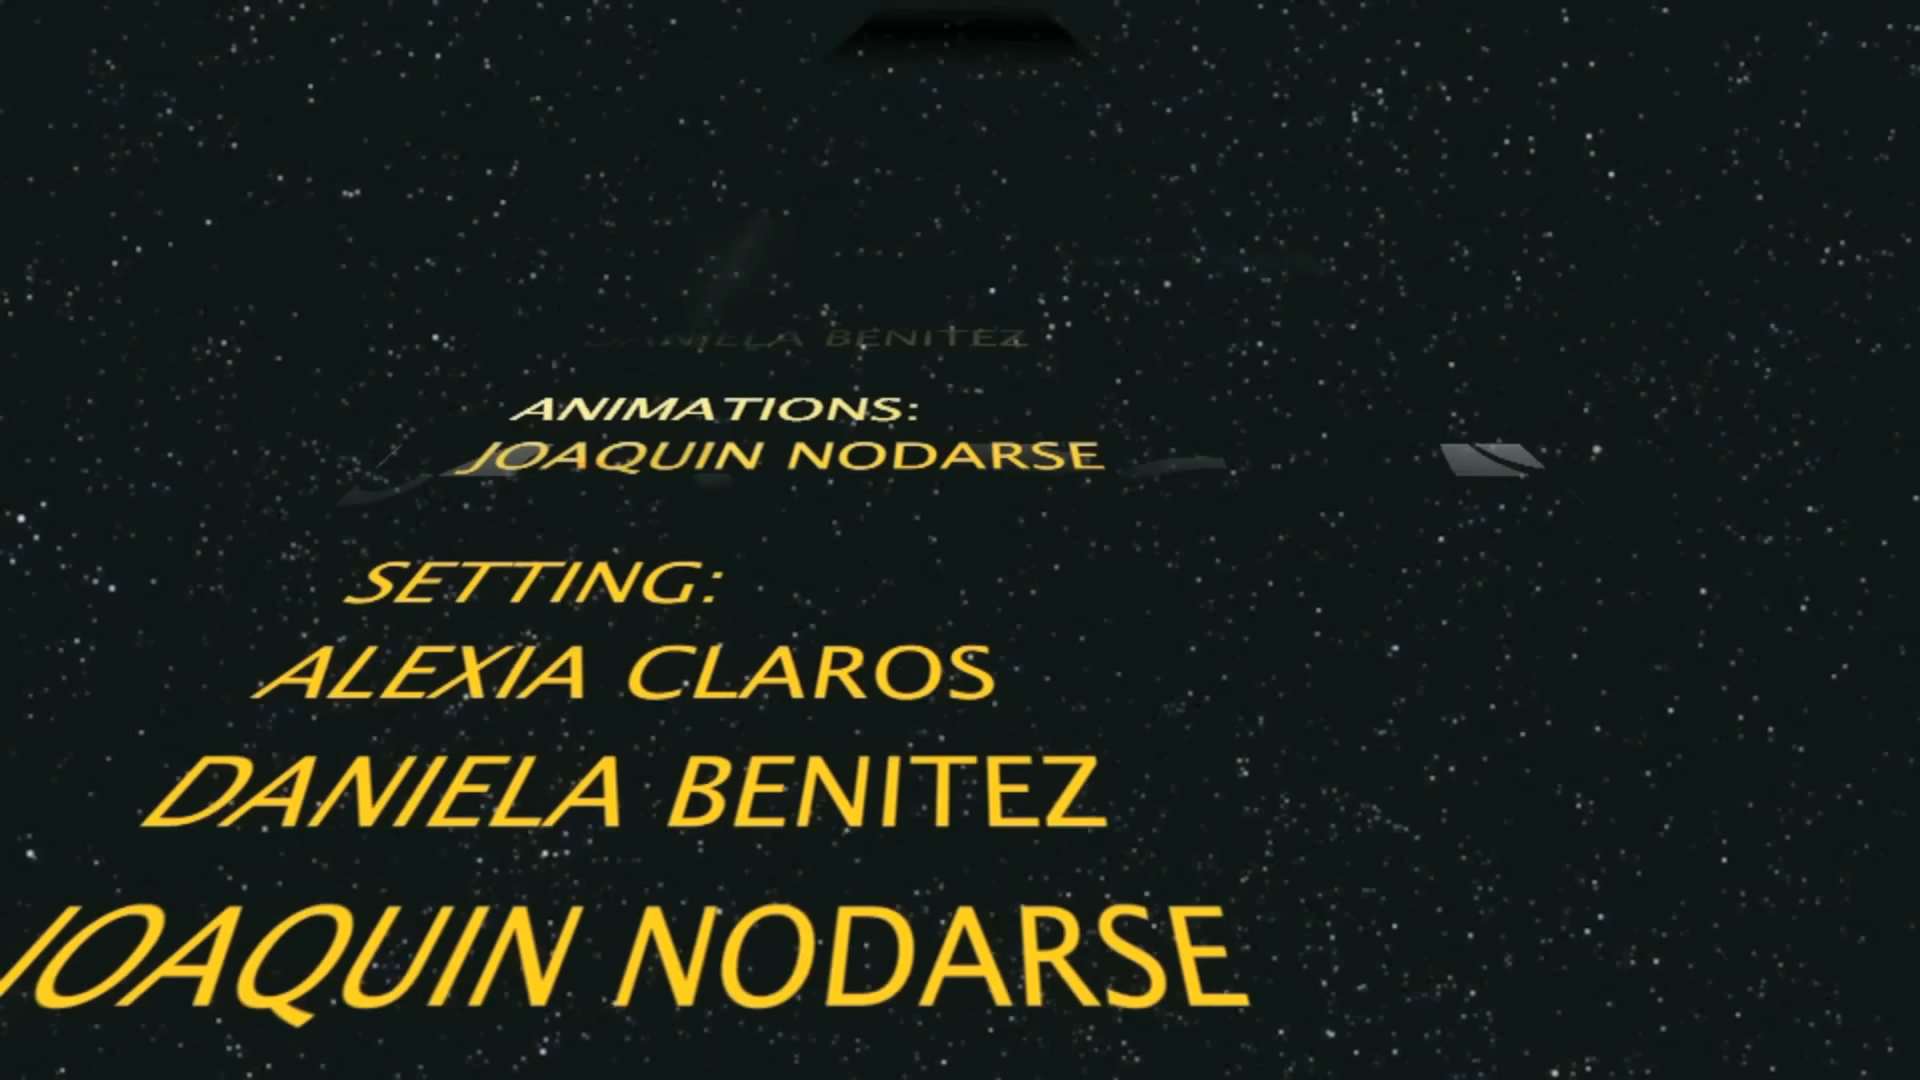 DANIELA BENITEZ
ANIMATIONS:
JOAQUIN NODARSE
SETTING:
ALEXIA CLAROS
DANIELA BENITEZ
JOAQUIN NODARSE